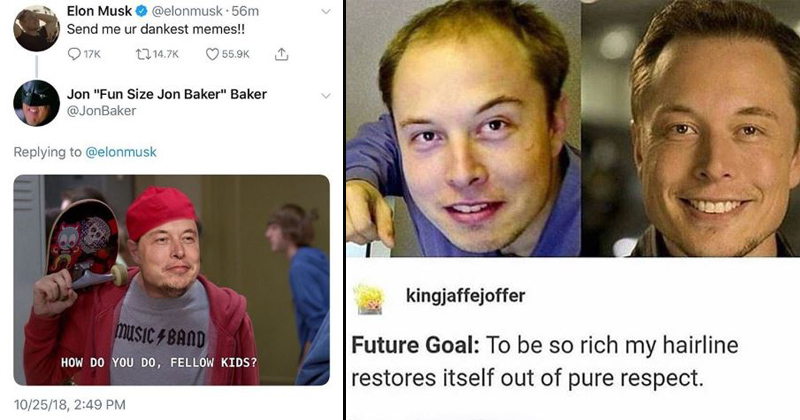 Elon Musk @elonmusk · 56m
Send me ur dankest memes!!
17K 14.7K 55.9K
Jon "Fun Size Jon Baker" Baker
@JonBaker
Replying to @elonmusk
MUSIC BAND
HOW DO YOU DO, FELLOW KIDS?
10/25/18, 2:49 PM
kingjaffejoffer
Future Goal: To be so rich my hairline
restores itself out of pure respect.